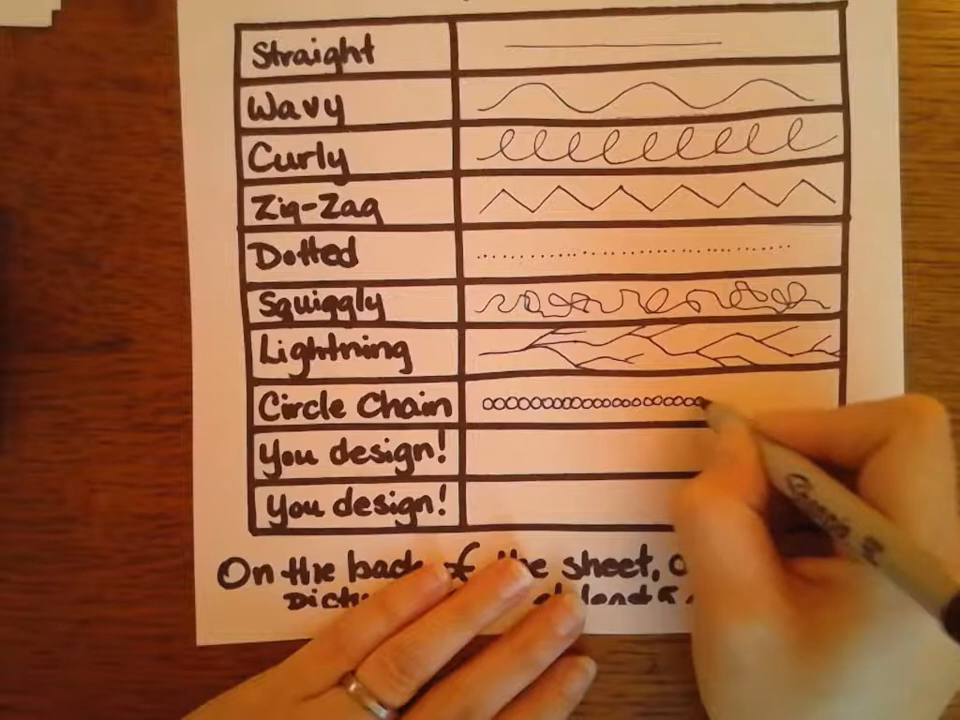 Straight
Wavy
Curly
Zig-Zag
Dotted
Squiggly
Lightning
Circle Chain
You design!
You design!
On the back of the sheet,